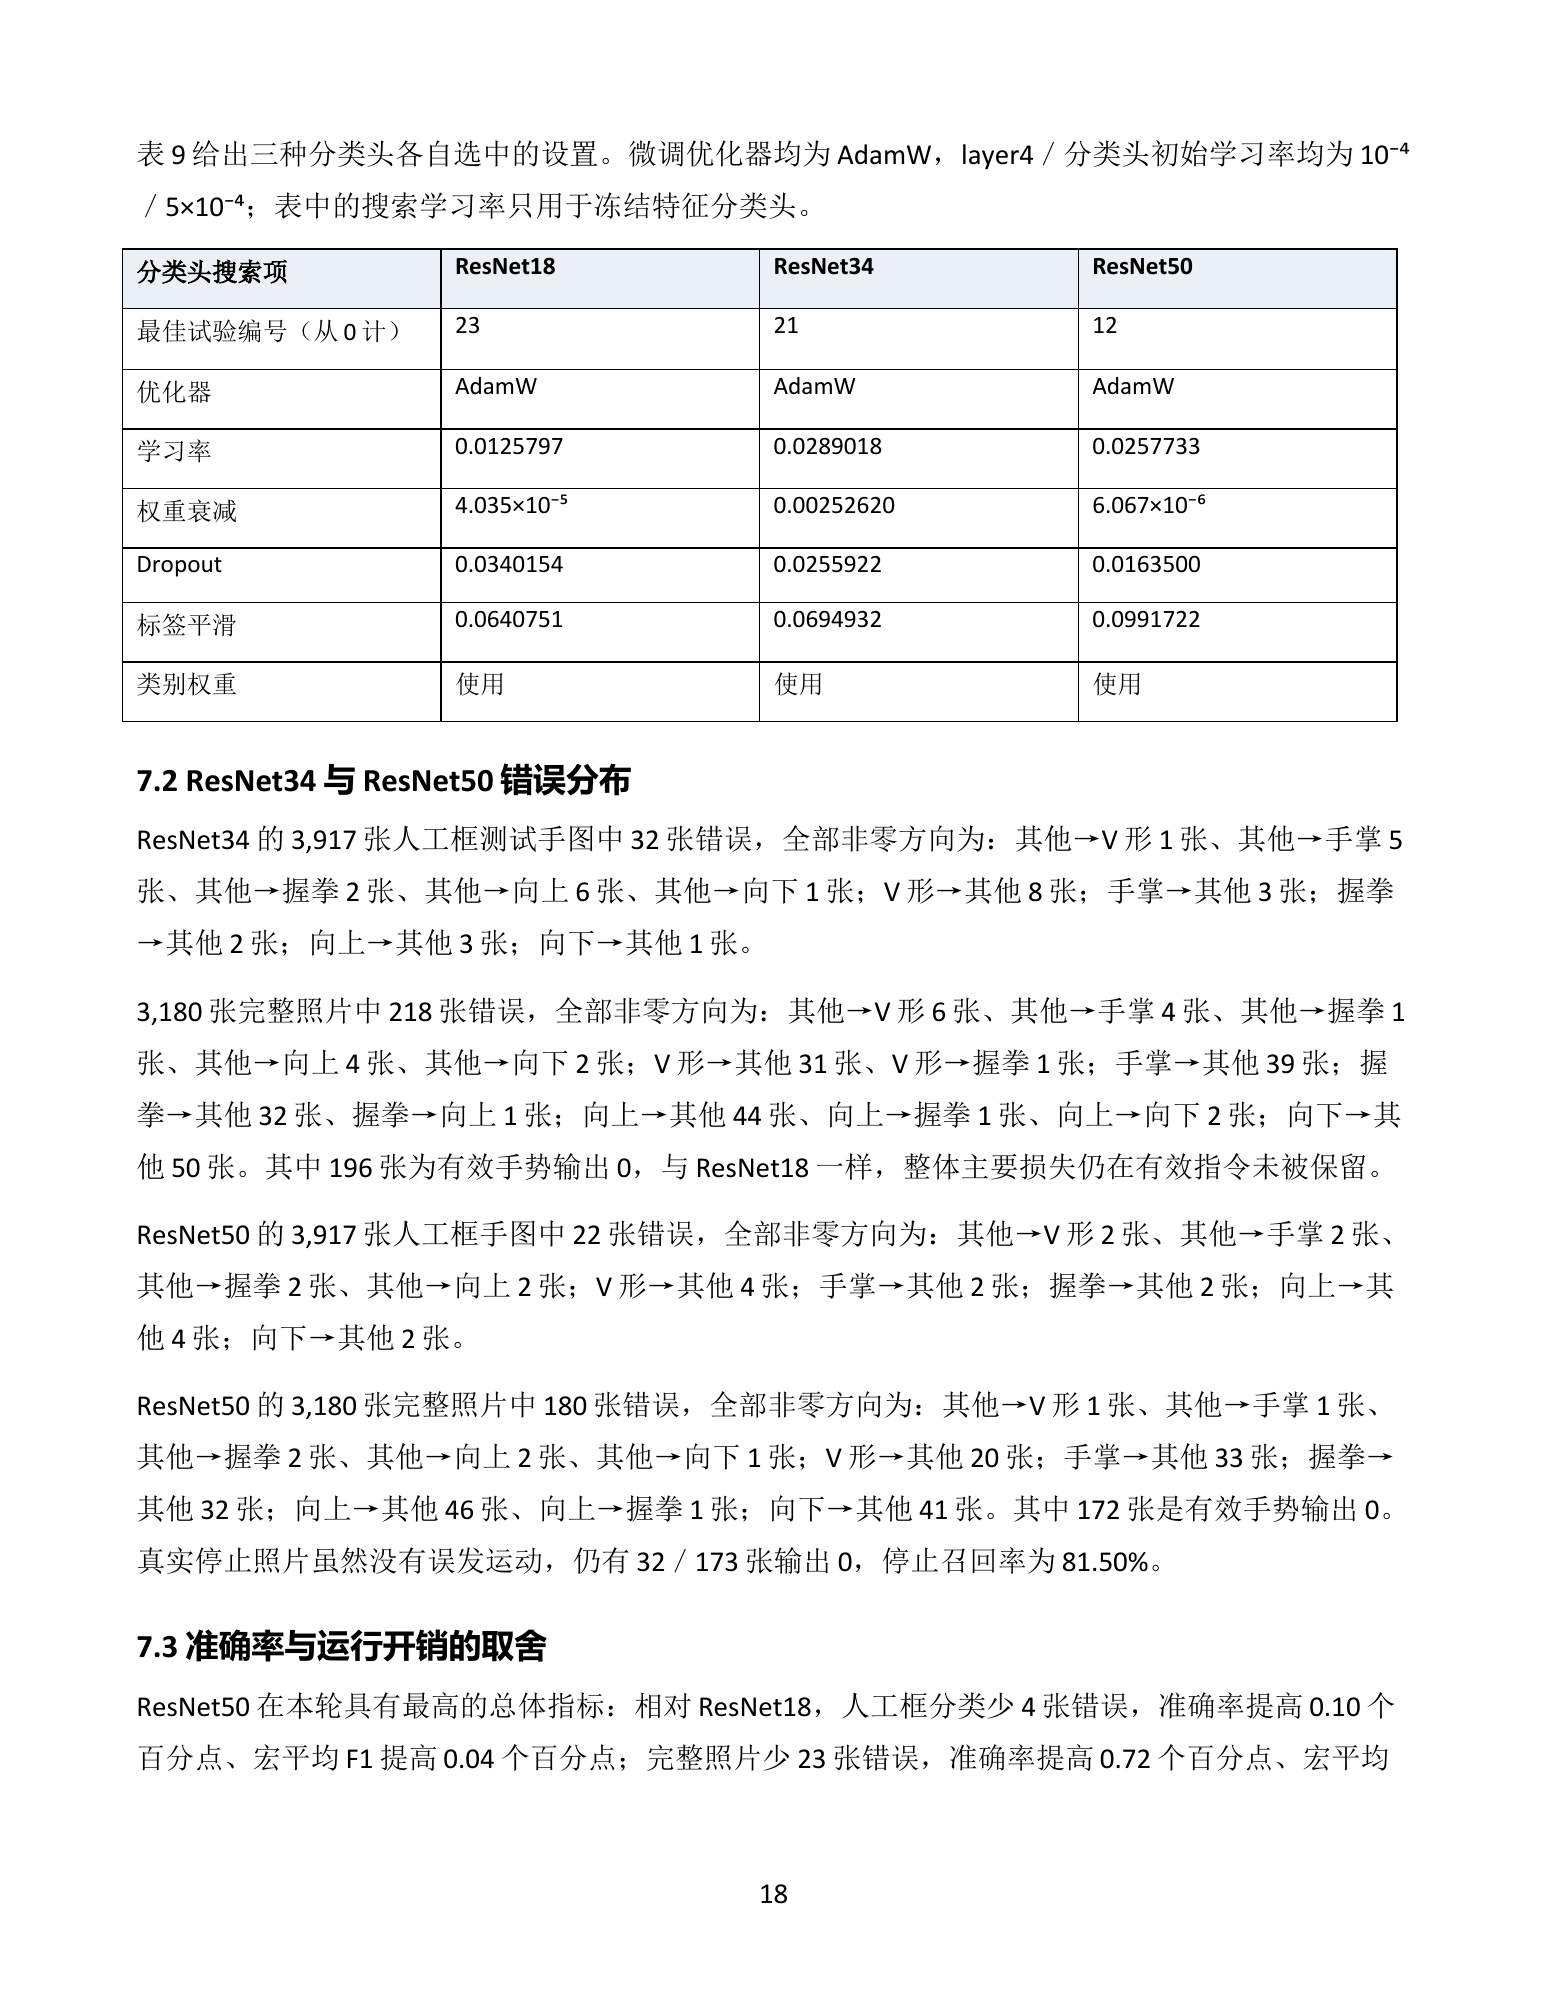 表 9 给出三种分类头各自选中的设置。微调优化器均为 AdamW，layer4 / 分类头初始学习率均为 10⁻⁴
/ 5×10⁻⁴；表中的搜索学习率只用于冻结特征分类头。
分类头搜索项 ResNet18 ResNet34 ResNet50
最佳试验编号（从 0 计） 23 21 12
优化器 AdamW AdamW AdamW
学习率 0.0125797 0.0289018 0.0257733
权重衰减 4.035×10⁻⁵ 0.00252620 6.067×10⁻⁶
Dropout 0.0340154 0.0255922 0.0163500
标签平滑 0.0640751 0.0694932 0.0991722
类别权重 使用 使用 使用
7.2 ResNet34 与 ResNet50 错误分布
ResNet34 的 3,917 张人工框测试手图中 32 张错误，全部非零方向为：其他→V 形 1 张、其他→手掌 5
张、其他→握拳 2 张、其他→向上 6 张、其他→向下 1 张；V 形→其他 8 张；手掌→其他 3 张；握拳
→其他 2 张；向上→其他 3 张；向下→其他 1 张。
3,180 张完整照片中 218 张错误，全部非零方向为：其他→V 形 6 张、其他→手掌 4 张、其他→握拳 1
张、其他→向上 4 张、其他→向下 2 张；V 形→其他 31 张、V 形→握拳 1 张；手掌→其他 39 张；握
拳→其他 32 张、握拳→向上 1 张；向上→其他 44 张、向上→握拳 1 张、向上→向下 2 张；向下→其
他 50 张。其中 196 张为有效手势输出 0，与 ResNet18 一样，整体主要损失仍在有效指令未被保留。
ResNet50 的 3,917 张人工框手图中 22 张错误，全部非零方向为：其他→V 形 2 张、其他→手掌 2 张、
其他→握拳 2 张、其他→向上 2 张；V 形→其他 4 张；手掌→其他 2 张；握拳→其他 2 张；向上→其
他 4 张；向下→其他 2 张。
ResNet50 的 3,180 张完整照片中 180 张错误，全部非零方向为：其他→V 形 1 张、其他→手掌 1 张、
其他→握拳 2 张、其他→向上 2 张、其他→向下 1 张；V 形→其他 20 张；手掌→其他 33 张；握拳→
其他 32 张；向上→其他 46 张、向上→握拳 1 张；向下→其他 41 张。其中 172 张是有效手势输出 0。
真实停止照片虽然没有误发运动，仍有 32 / 173 张输出 0，停止召回率为 81.50%。
7.3 准确率与运行开销的取舍
ResNet50 在本轮具有最高的总体指标：相对 ResNet18，人工框分类少 4 张错误，准确率提高 0.10 个
百分点、宏平均 F1 提高 0.04 个百分点；完整照片少 23 张错误，准确率提高 0.72 个百分点、宏平均
18